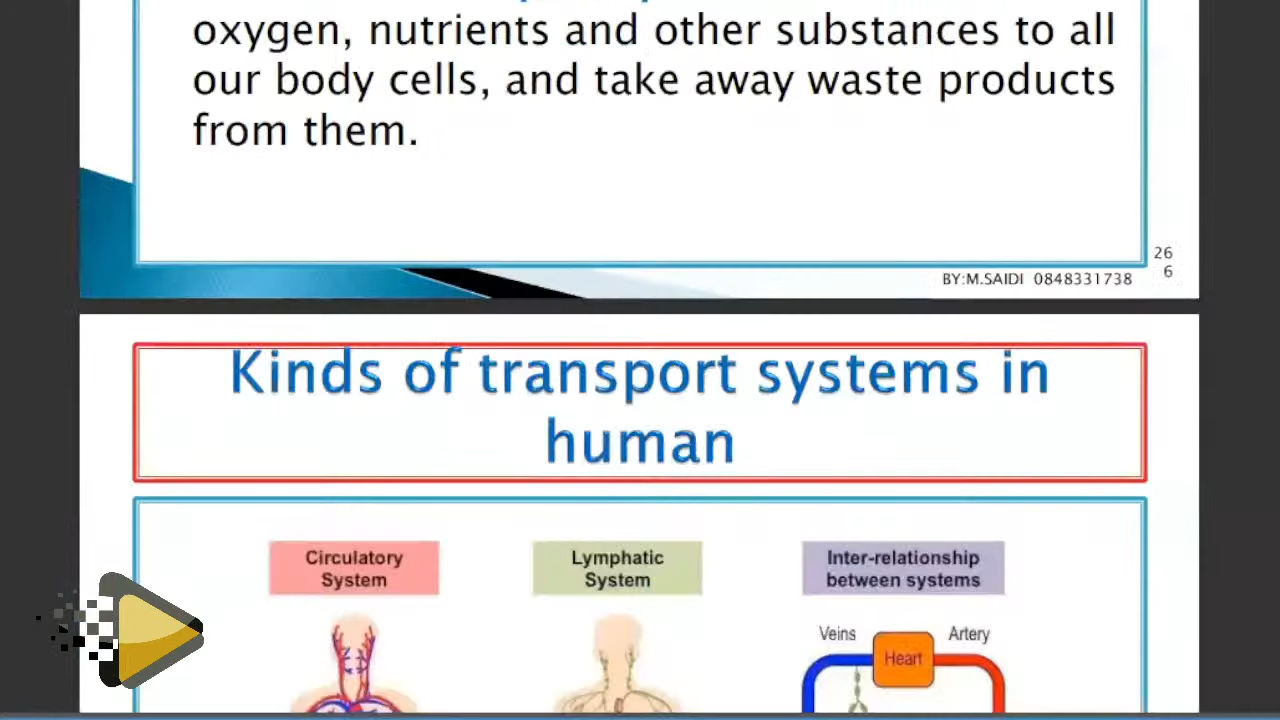 oxygen, nutrients and other substances to all
our body cells, and take away waste products
from them.
26
6
BY:M.SAIDI 0848331738
Kinds of transport systems in
human
Circulatory
System
Lymphatic
System
Inter-relationship
between systems
Veins
Artery
Heart